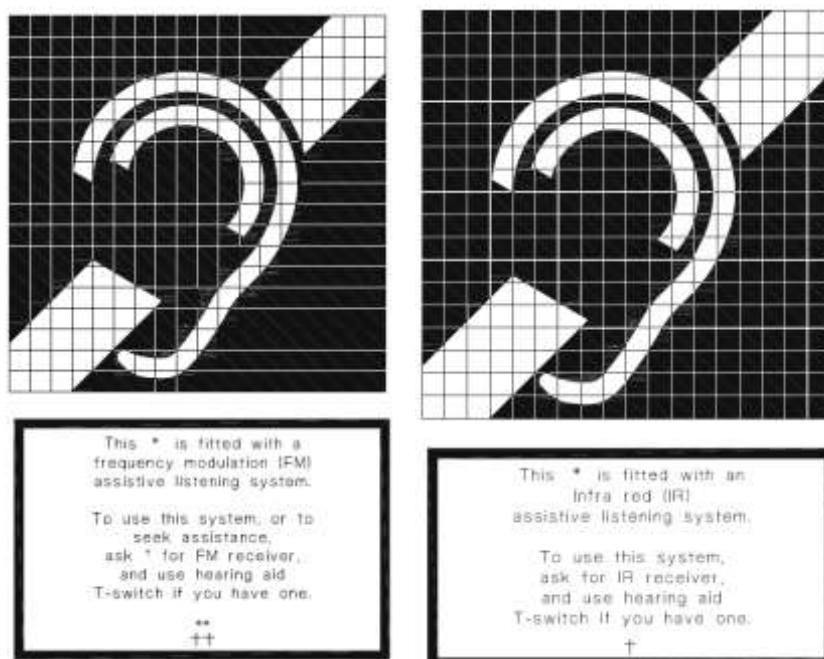 This * is fitted with a
frequency modulation (FM)
assistive listening system.
To use this system, or to
seek assistance,
ask * for FM receiver,
and use hearing aid
T-switch if you have one.
**
††
This * is fitted with an
Infra red (IR)
assistive listening system.
To use this system,
ask for IR receiver,
and use hearing aid
T-switch if you have one.
†